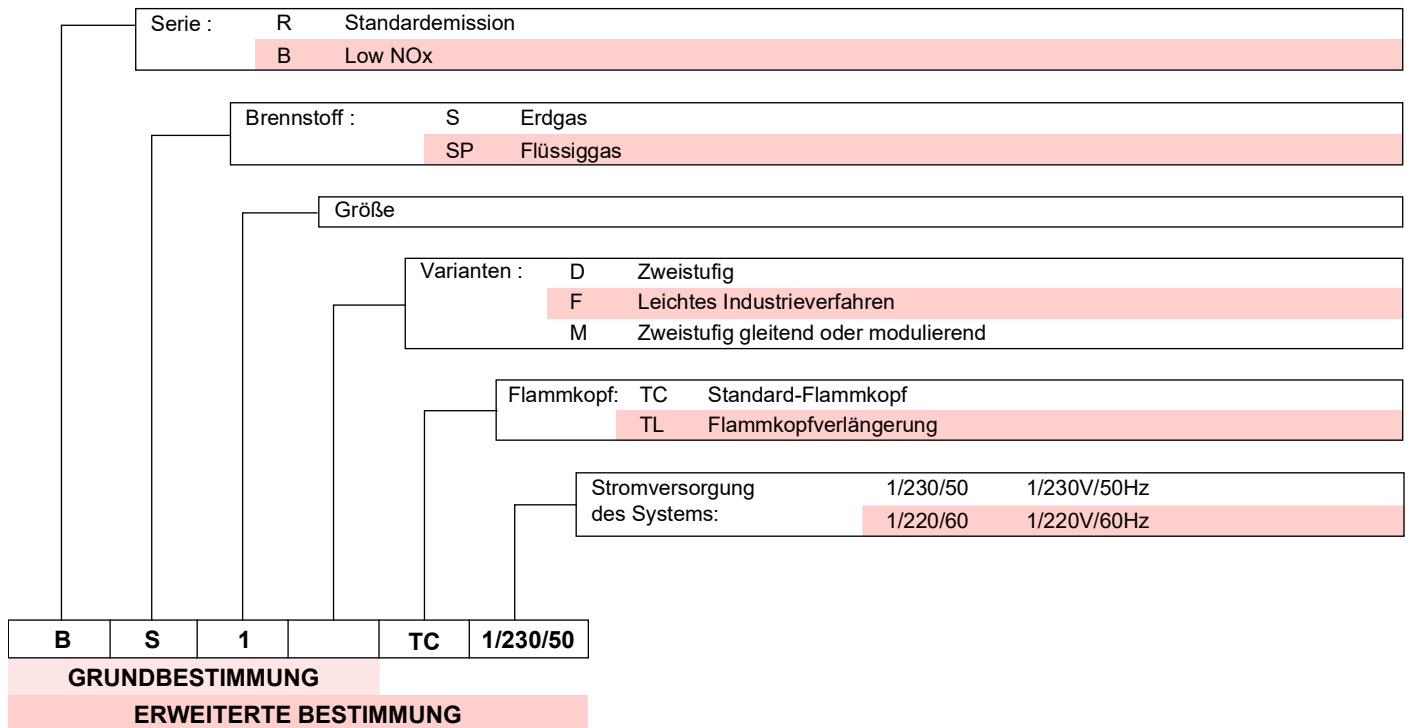 Serie : R Standardemission
B Low NOx
Brennstoff : S Erdgas
SP Flüssiggas
Größe
Varianten : D Zweistufig
F Leichtes Industrieverfahren
M Zweistufig gleitend oder modulierend
Flammkopf: TC Standard-Flammkopf
TL Flammkopfverlängerung
Stromversorgung 1/230/50 1/230V/50Hz
des Systems: 1/220/60 1/220V/60Hz
B S 1 TC 1/230/50
GRUNDBESTIMMUNG
ERWEITERTE BESTIMMUNG